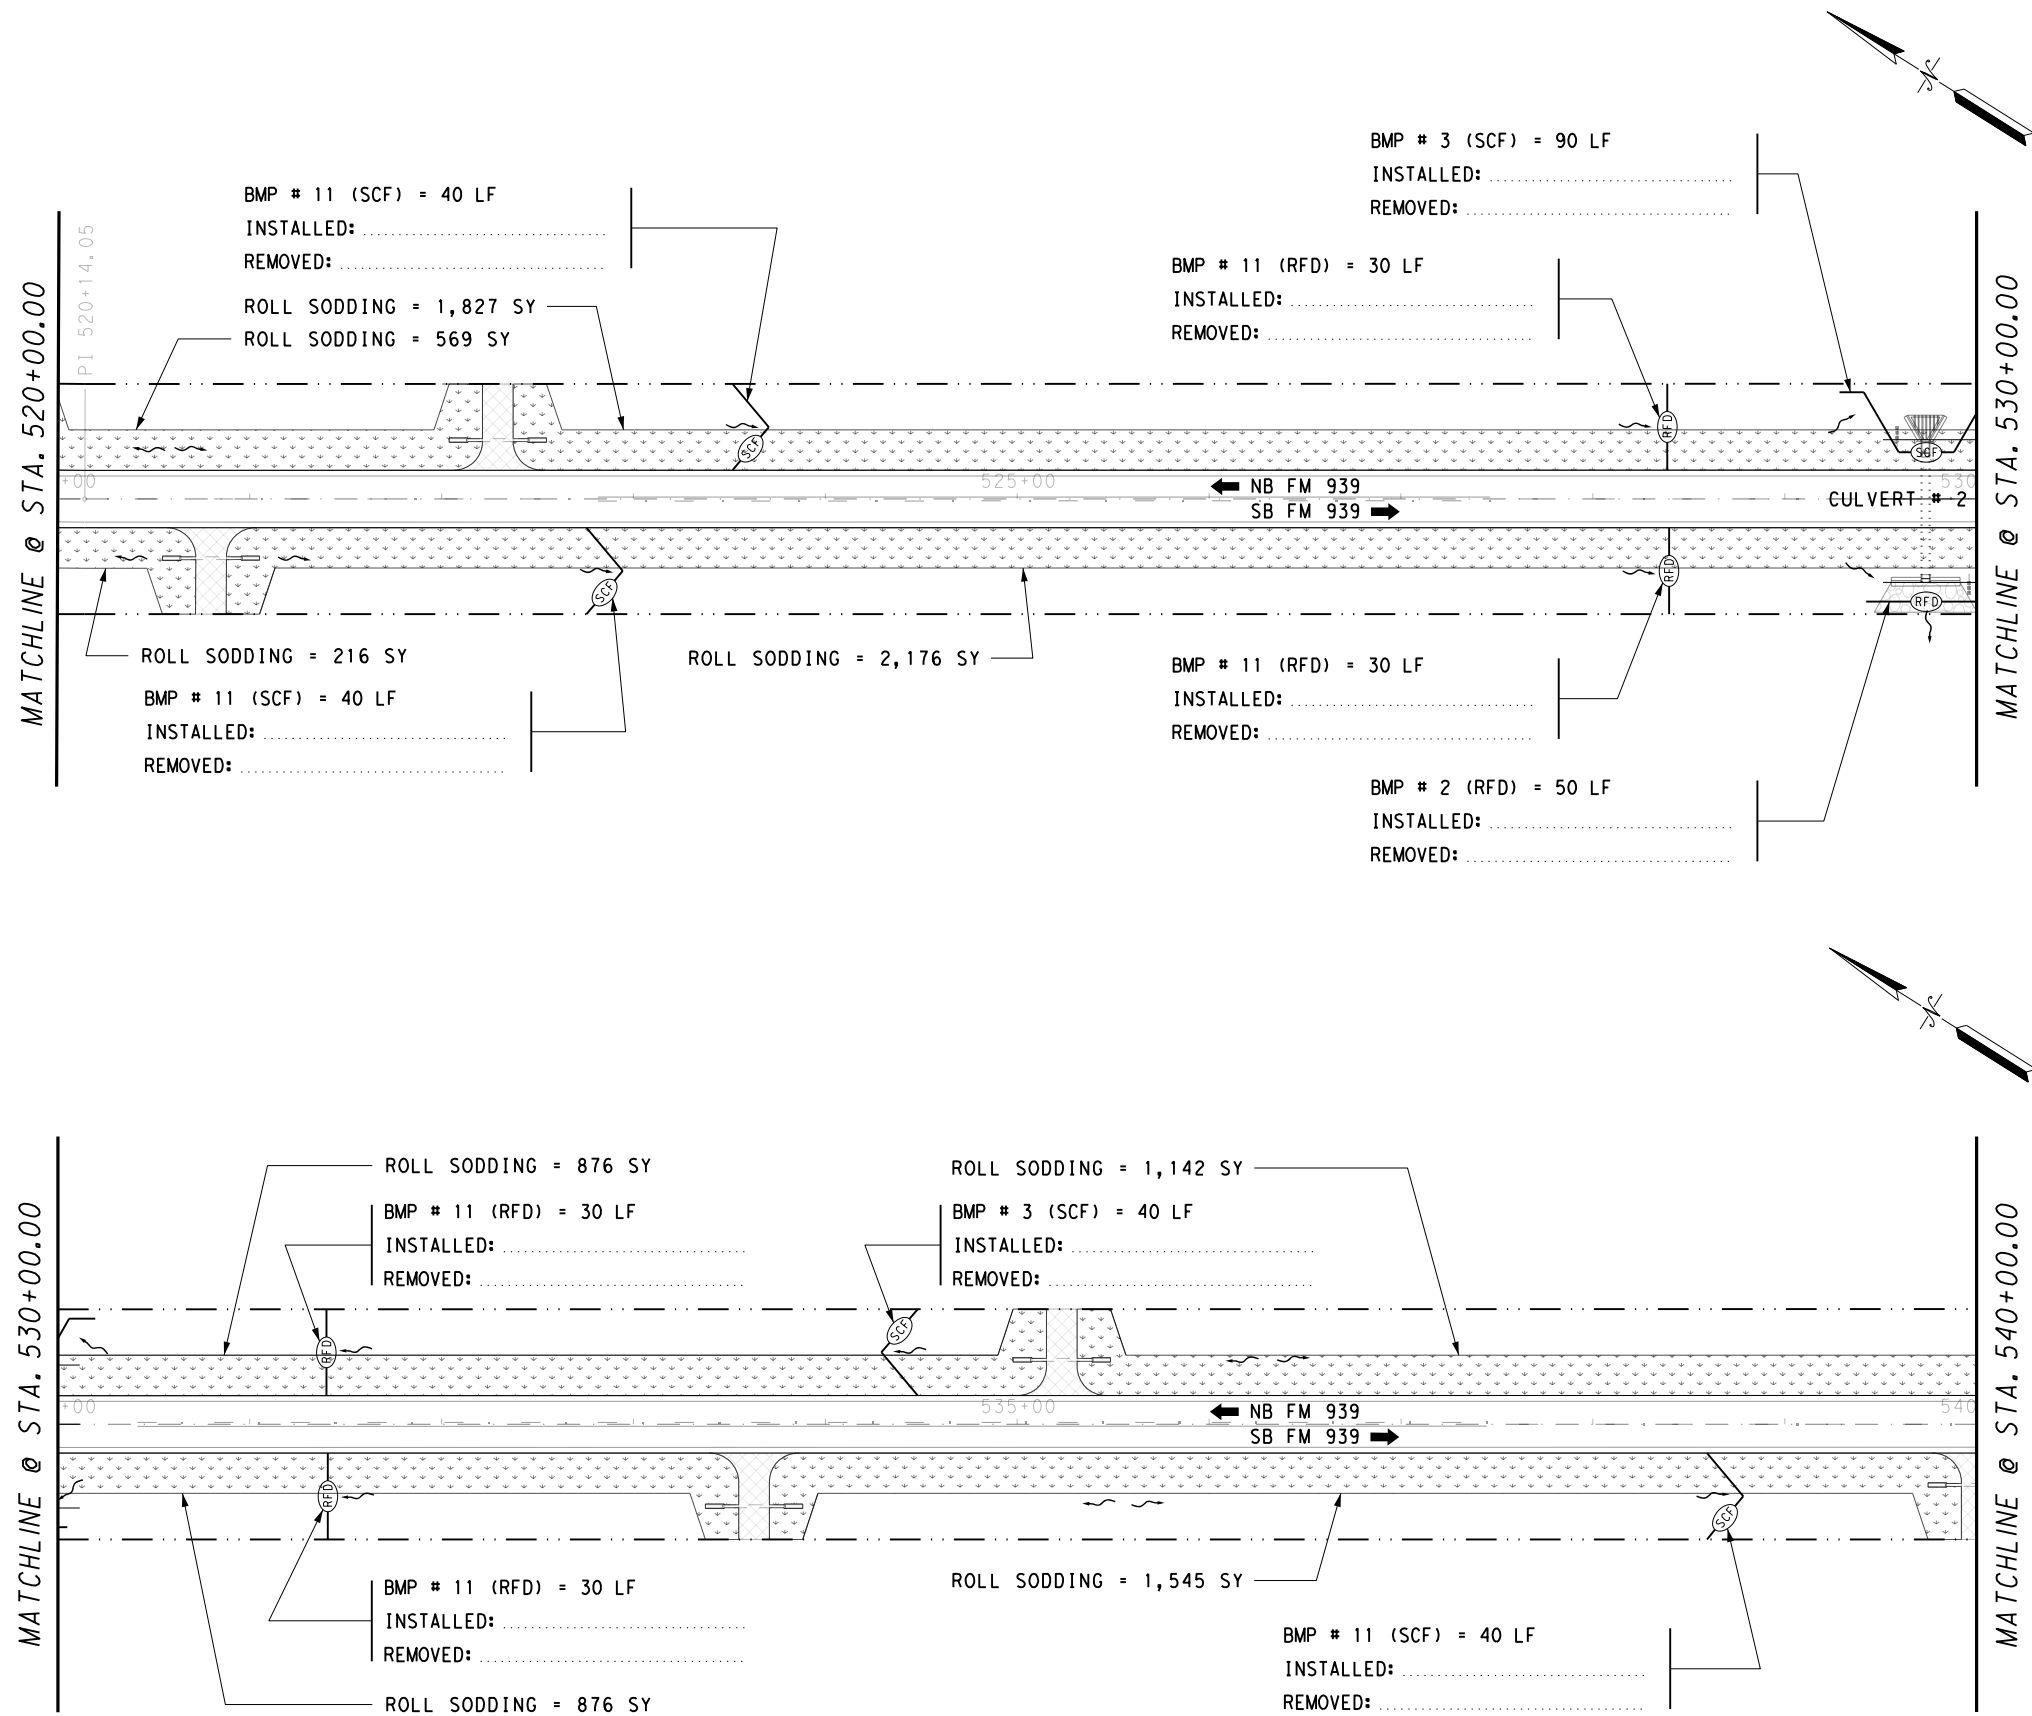 BMP # 3 (SCF) = 90 LF
INSTALLED:
REMOVED:
BMP # 11 (SCF) = 40 LF
INSTALLED:
REMOVED:
BMP # 11 (RFD) = 30 LF
INSTALLED:
REMOVED:
ROLL SODDING = 1,827 SY
ROLL SODDING = 569 SY
PI 520+14.05
MATCHLINE @ STA. 520+00.00
MATCHLINE @ STA. 530+00.00
RFD
SCF
SCF
+00
525+00
530
NB FM 939
SB FM 939
CULVERT # 2
SCF
RFD
RFD
ROLL SODDING = 216 SY
ROLL SODDING = 2,176 SY
BMP # 11 (SCF) = 40 LF
INSTALLED:
REMOVED:
BMP # 11 (RFD) = 30 LF
INSTALLED:
REMOVED:
BMP # 2 (RFD) = 50 LF
INSTALLED:
REMOVED:
ROLL SODDING = 876 SY
ROLL SODDING = 1,142 SY
BMP # 11 (RFD) = 30 LF
INSTALLED:
REMOVED:
BMP # 3 (SCF) = 40 LF
INSTALLED:
REMOVED:
MATCHLINE @ STA. 530+00.00
MATCHLINE @ STA. 540+00.00
RFD
SCF
+00
535+00
540
NB FM 939
SB FM 939
RFD
SCF
BMP # 11 (RFD) = 30 LF
INSTALLED:
REMOVED:
ROLL SODDING = 1,545 SY
BMP # 11 (SCF) = 40 LF
INSTALLED:
REMOVED:
ROLL SODDING = 876 SY